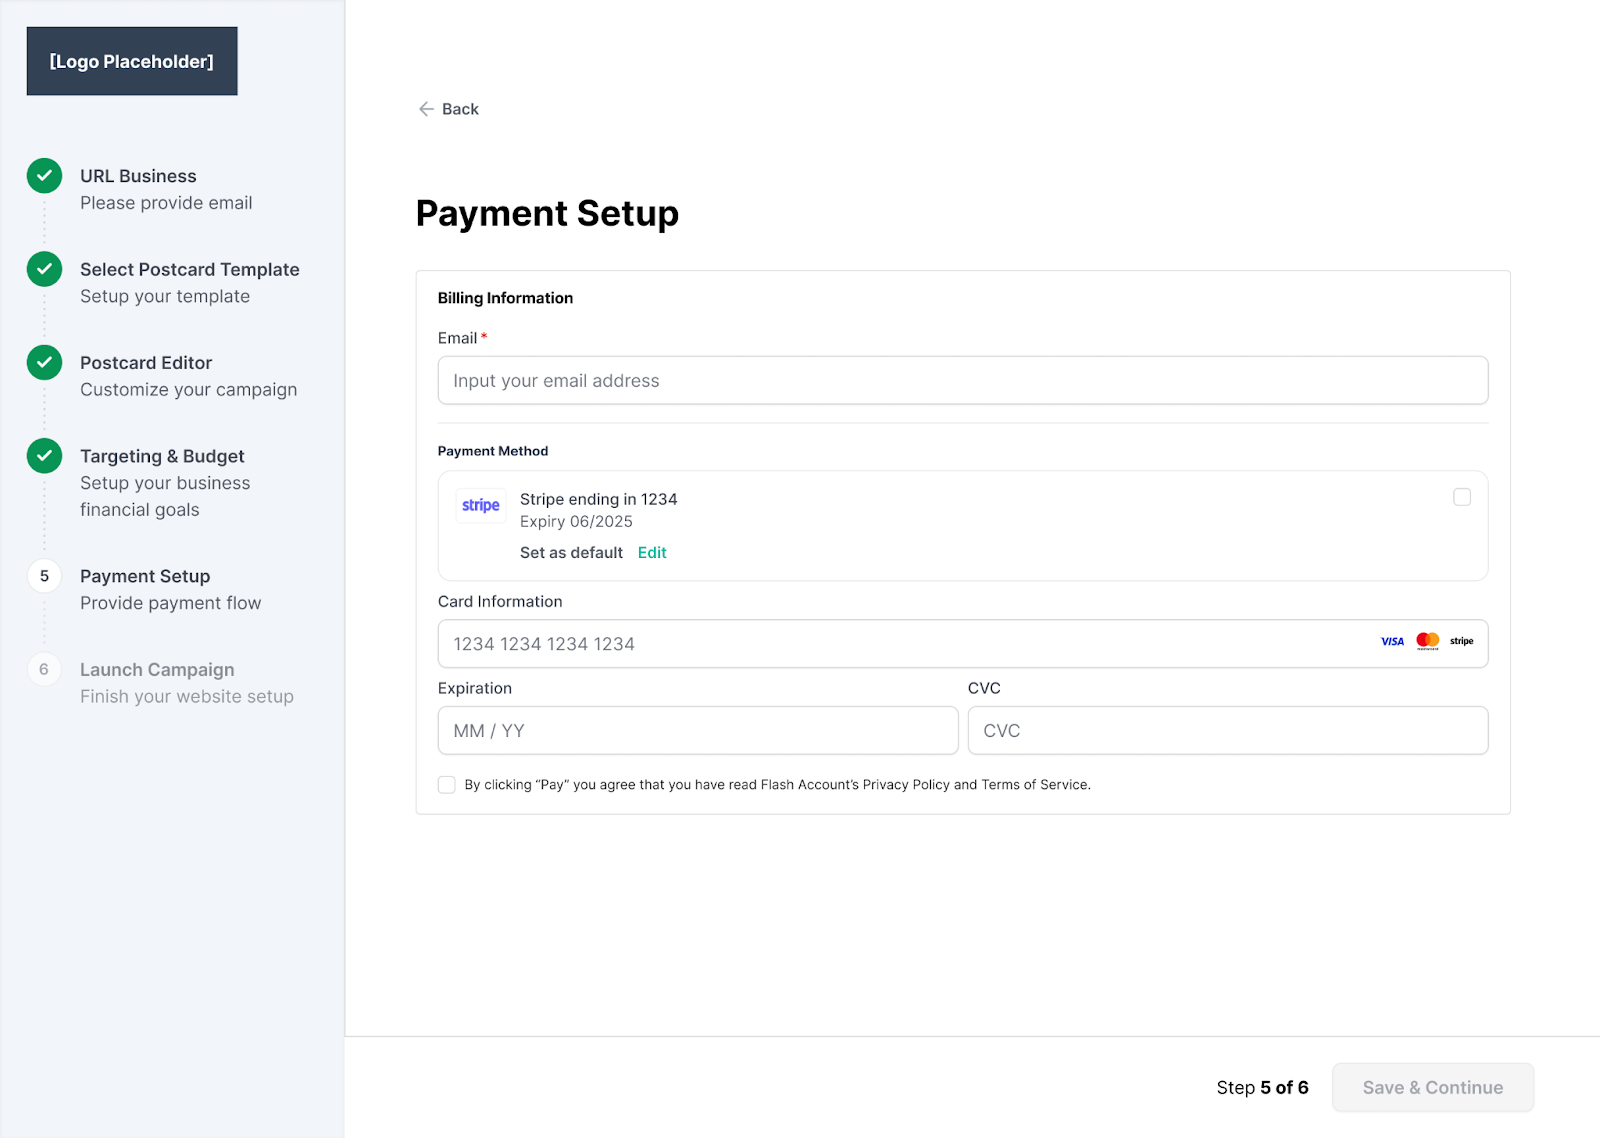 [Logo Placeholder]
URL Business
Please provide email
Select Postcard Template
Setup your template
Postcard Editor
Customize your campaign
Targeting & Budget
Setup your business
financial goals
5
Payment Setup
Provide payment flow
6
Launch Campaign
Finish your website setup
Back
Payment Setup
Billing Information
Email *
Input your email address
Payment Method
stripe
Stripe ending in 1234
Expiry 06/2025
Set as default Edit
Card Information
1234 1234 1234 1234 VISA stripe
Expiration CVC
MM / YY CVC
By clicking “Pay” you agree that you have read Flash Account’s Privacy Policy and Terms of Service.
Step 5 of 6 Save & Continue